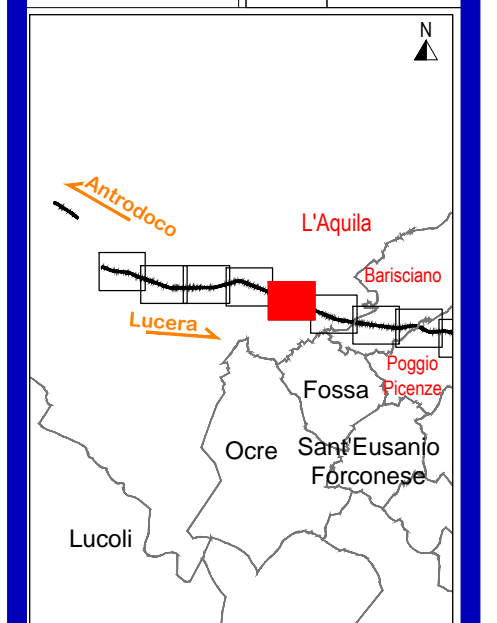 N
Antrodoco
L'Aquila
Barisciano
Lucera
Poggio
Picenze
Fossa
Ocre
Sant'Eusanio
Forconese
Lucoli